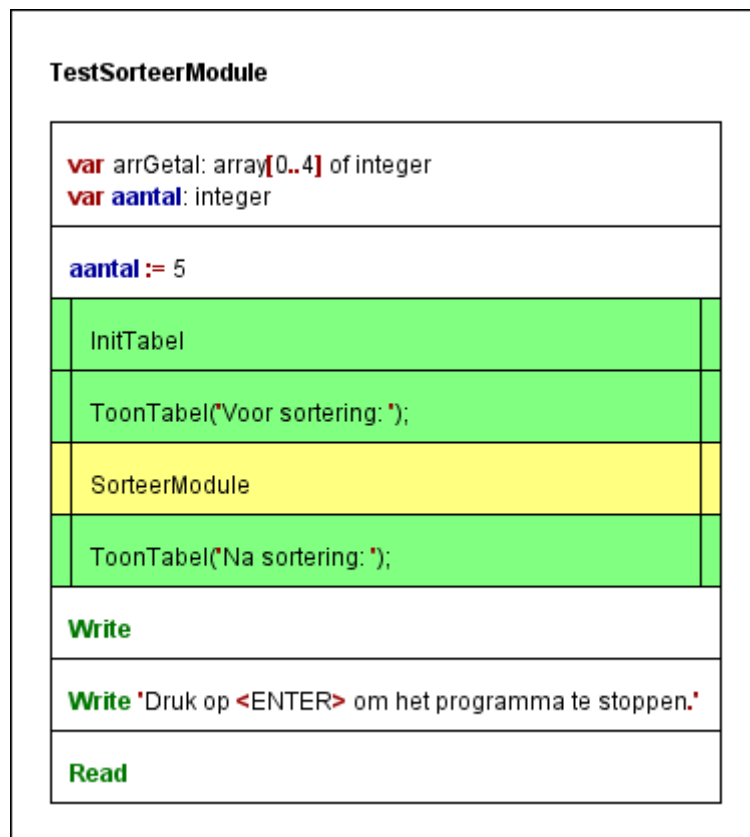 TestSorteerModule
var arrGetal: array[0..4] of integer
var aantal: integer
aantal := 5
InitTabel
ToonTabel('Voor sortering: ');
SorteerModule
ToonTabel('Na sortering: ');
Write
Write 'Druk op <ENTER> om het programma te stoppen.'
Read